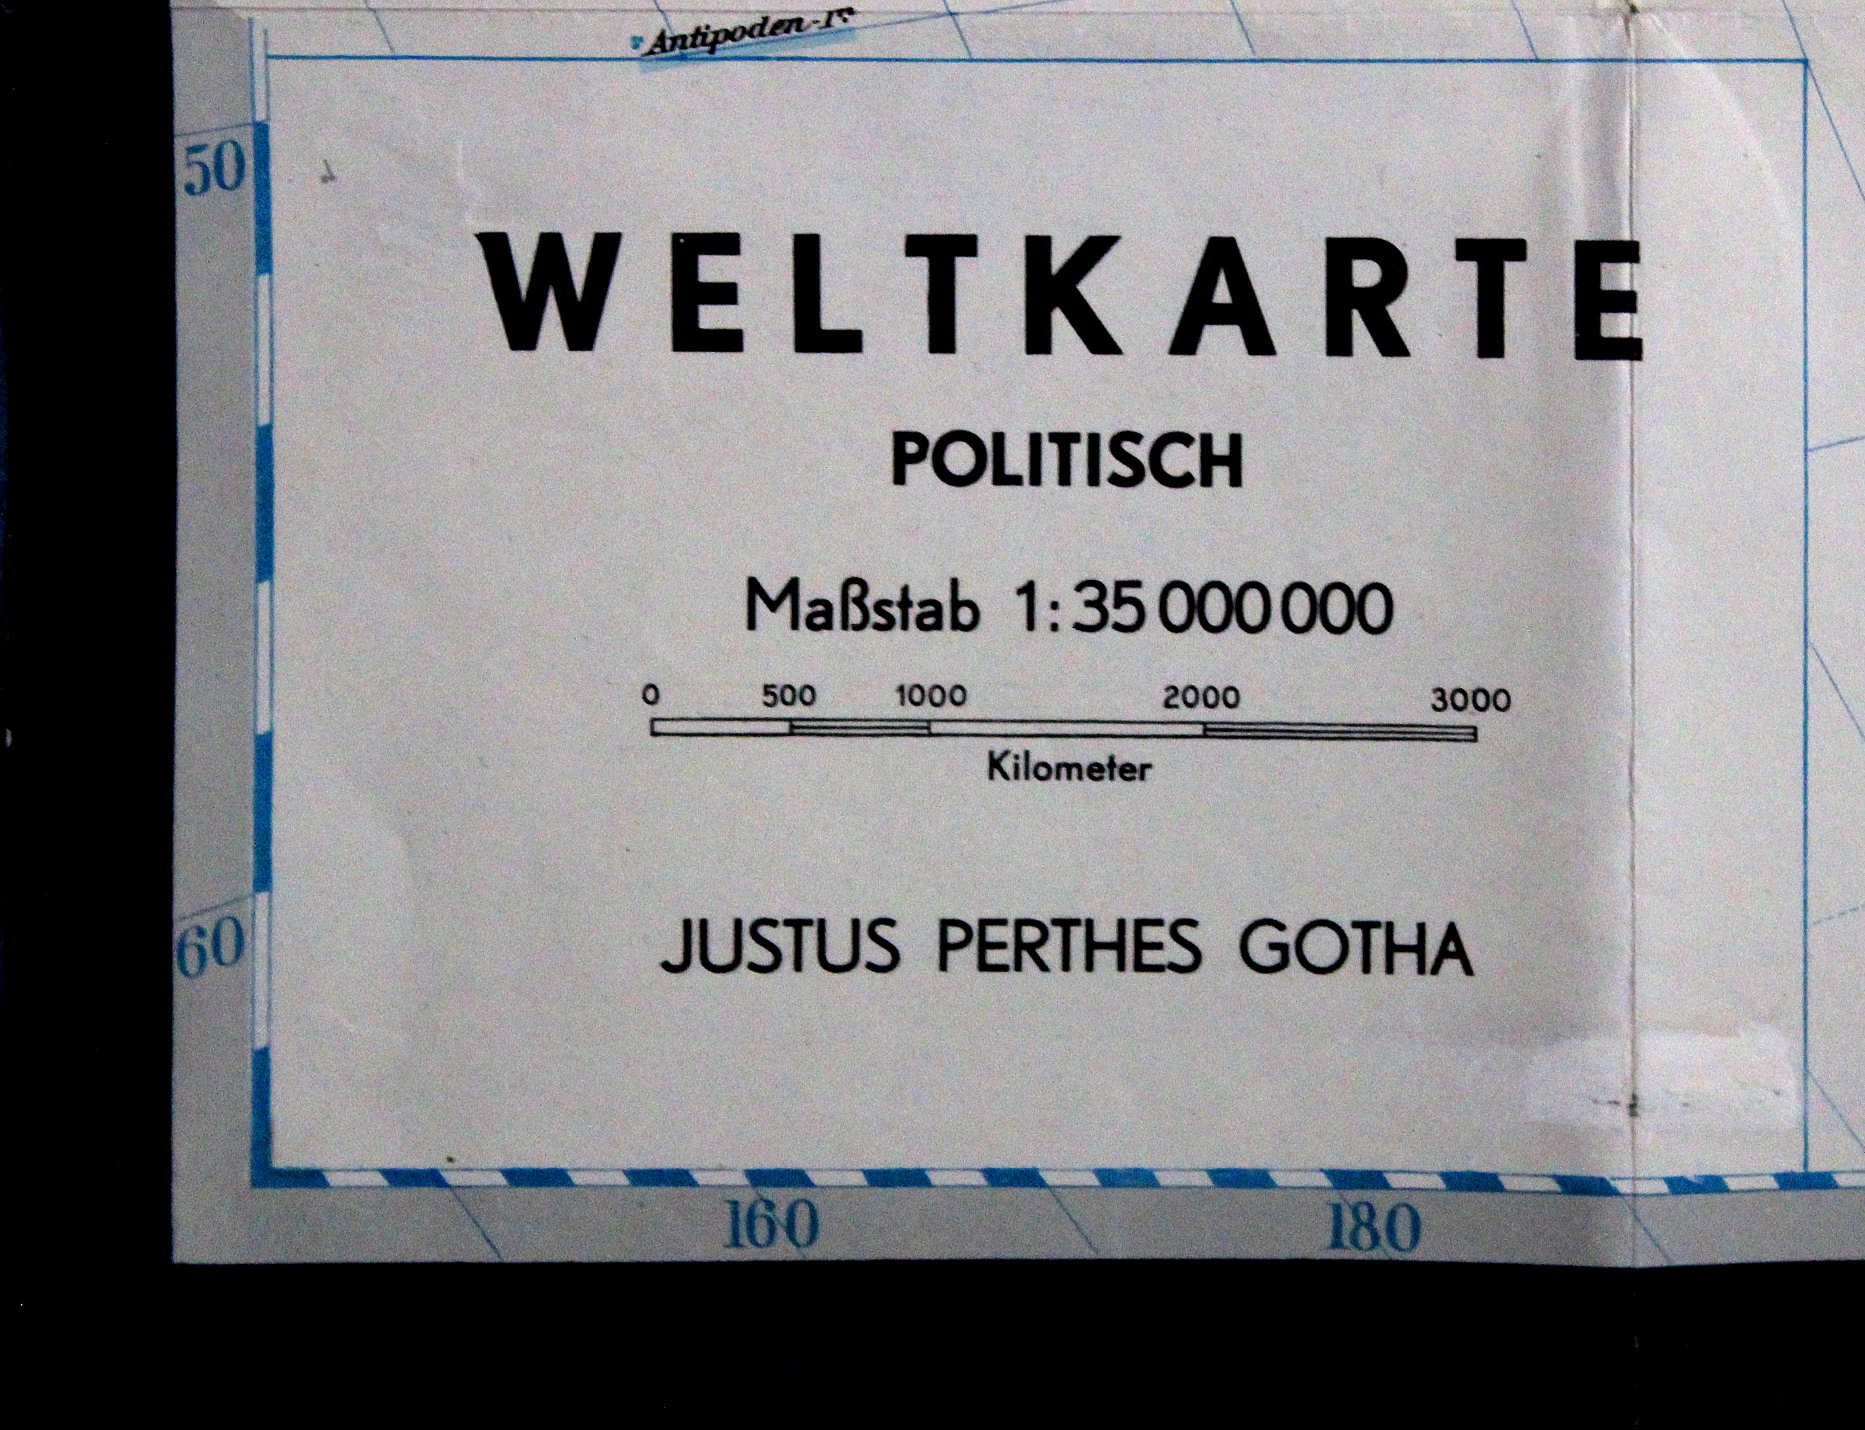 Antipoden-Iⁿ
50
WELTKARTE
POLITISCH
Maßstab 1:35 000 000
0 500 1000 2000 3000
Kilometer
JUSTUS PERTHES GOTHA
60
160 180